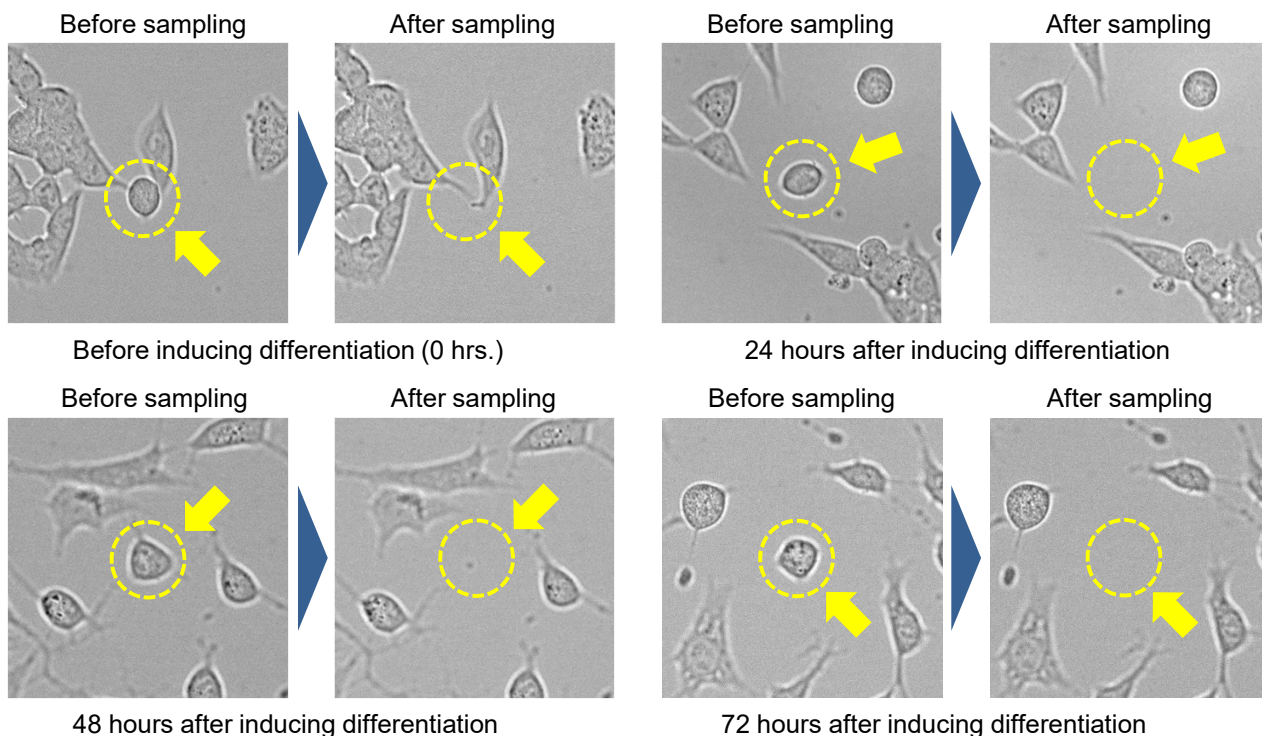 Before sampling
After sampling
Before sampling
After sampling
Before inducing differentiation (0 hrs.)
24 hours after inducing differentiation
Before sampling
After sampling
Before sampling
After sampling
48 hours after inducing differentiation
72 hours after inducing differentiation